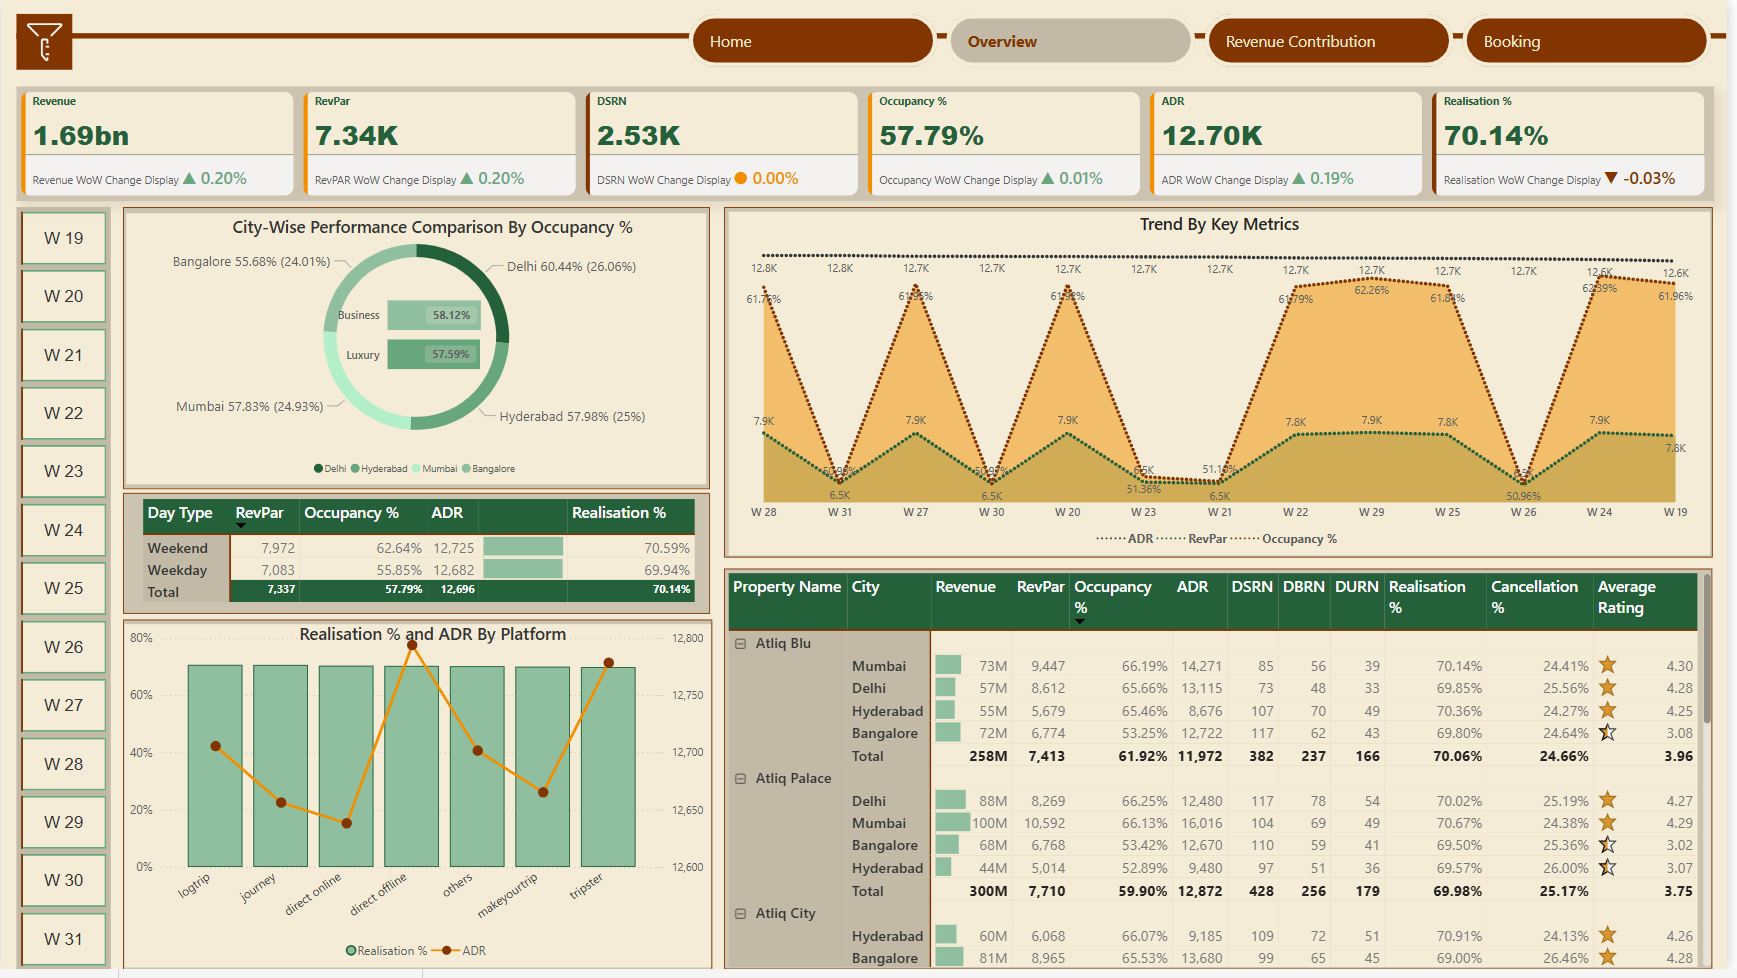 Home
Overview
Revenue Contribution
Booking
Revenue
1.69bn
Revenue WoW Change Display ▲ 0.20%
RevPar
7.34K
RevPAR WoW Change Display ▲ 0.20%
DSRN
2.53K
DSRN WoW Change Display ● 0.00%
Occupancy %
57.79%
Occupancy WoW Change Display ▲ 0.01%
ADR
12.70K
ADR WoW Change Display ▲ 0.19%
Realisation %
70.14%
Realisation WoW Change Display ▼ -0.03%
W 19
W 20
W 21
W 22
W 23
W 24
W 25
W 26
W 27
W 28
W 29
W 30
W 31
City-Wise Performance Comparison By Occupancy %
Bangalore 55.68% (24.01%)
Delhi 60.44% (26.06%)
Business 58.12%
Luxury 57.59%
Mumbai 57.83% (24.93%)
Hyderabad 57.98% (25%)
Delhi Hyderabad Mumbai Bangalore
Day Type RevPar Occupancy % ADR Realisation %
Weekend 7,972 62.64% 12,725 70.59%
Weekday 7,083 55.85% 12,682 69.94%
Total 7,337 57.79% 12,696 70.14%
Realisation % and ADR By Platform
80% 12,800
60% 12,750
40% 12,700
20% 12,650
0% 12,600
logtrip journey direct online direct offline others makeyourtrip tripster
Realisation % ADR
Trend By Key Metrics
12.8K 12.8K 12.7K 12.7K 12.7K 12.7K 12.7K 12.7K 12.7K 12.7K 12.7K 12.6K 12.6K
61.79% 62.26% 61.96%
7.9K 7.9K 7.9K 7.8K 7.9K 7.8K 7.9K 7.8K
51.36% 50.96%
6.5K 6.5K 6.5K
W 28 W 31 W 27 W 30 W 20 W 23 W 21 W 22 W 29 W 25 W 26 W 24 W 19
ADR RevPar Occupancy %
Property Name City Revenue RevPar Occupancy % ADR DSRN DBRN DURN Realisation % Cancellation % Average Rating
Atliq Blu
Mumbai 73M 9,447 66.19% 14,271 85 56 39 70.14% 24.41% 4.30
Delhi 57M 8,612 65.66% 13,115 73 48 33 69.85% 25.56% 4.28
Hyderabad 55M 5,679 65.46% 8,676 107 70 49 70.36% 24.27% 4.25
Bangalore 72M 6,774 53.25% 12,722 117 62 43 69.80% 24.64% 3.08
Total 258M 7,413 61.92% 11,972 382 237 166 70.06% 24.66% 3.96
Atliq Palace
Delhi 88M 8,269 66.25% 12,480 117 78 54 70.02% 25.19% 4.27
Mumbai 100M 10,592 66.13% 16,016 104 69 49 70.67% 24.38% 4.29
Bangalore 68M 6,768 53.42% 12,670 110 59 41 69.50% 25.36% 3.02
Hyderabad 44M 5,014 52.89% 9,480 97 51 36 69.57% 26.00% 3.07
Total 300M 7,710 59.90% 12,872 428 256 179 69.98% 25.17% 3.75
Atliq City
Hyderabad 60M 6,068 66.07% 9,185 109 72 51 70.91% 24.13% 4.26
Bangalore 81M 8,965 65.53% 13,680 99 65 45 69.00% 26.46% 4.28